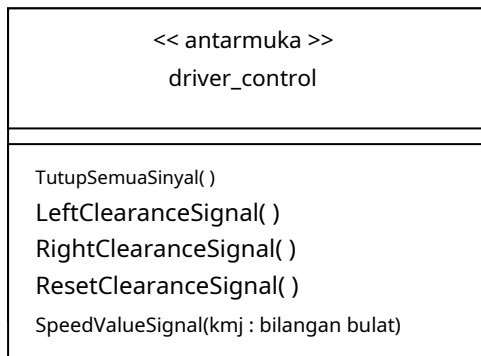 << antarmuka >>
driver_control
TutupSemuaSinyal( )
LeftClearanceSignal( )
RightClearanceSignal( )
ResetClearanceSignal( )
SpeedValueSignal(kmj : bilangan bulat)